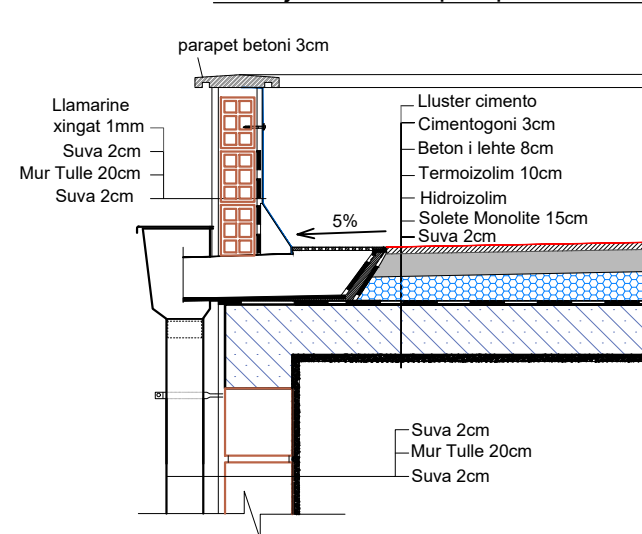 parapet betoni 3cm
Llamarine
xingat 1mm
Suva 2cm
Mur Tulle 20cm
Suva 2cm
Lluster cimento
Cimentogoni 3cm
Beton i lehte 8cm
Termoizolim 10cm
Hidroizolim
Solete Monolite 15cm
Suva 2cm
5%
Suva 2cm
Mur Tulle 20cm
Suva 2cm